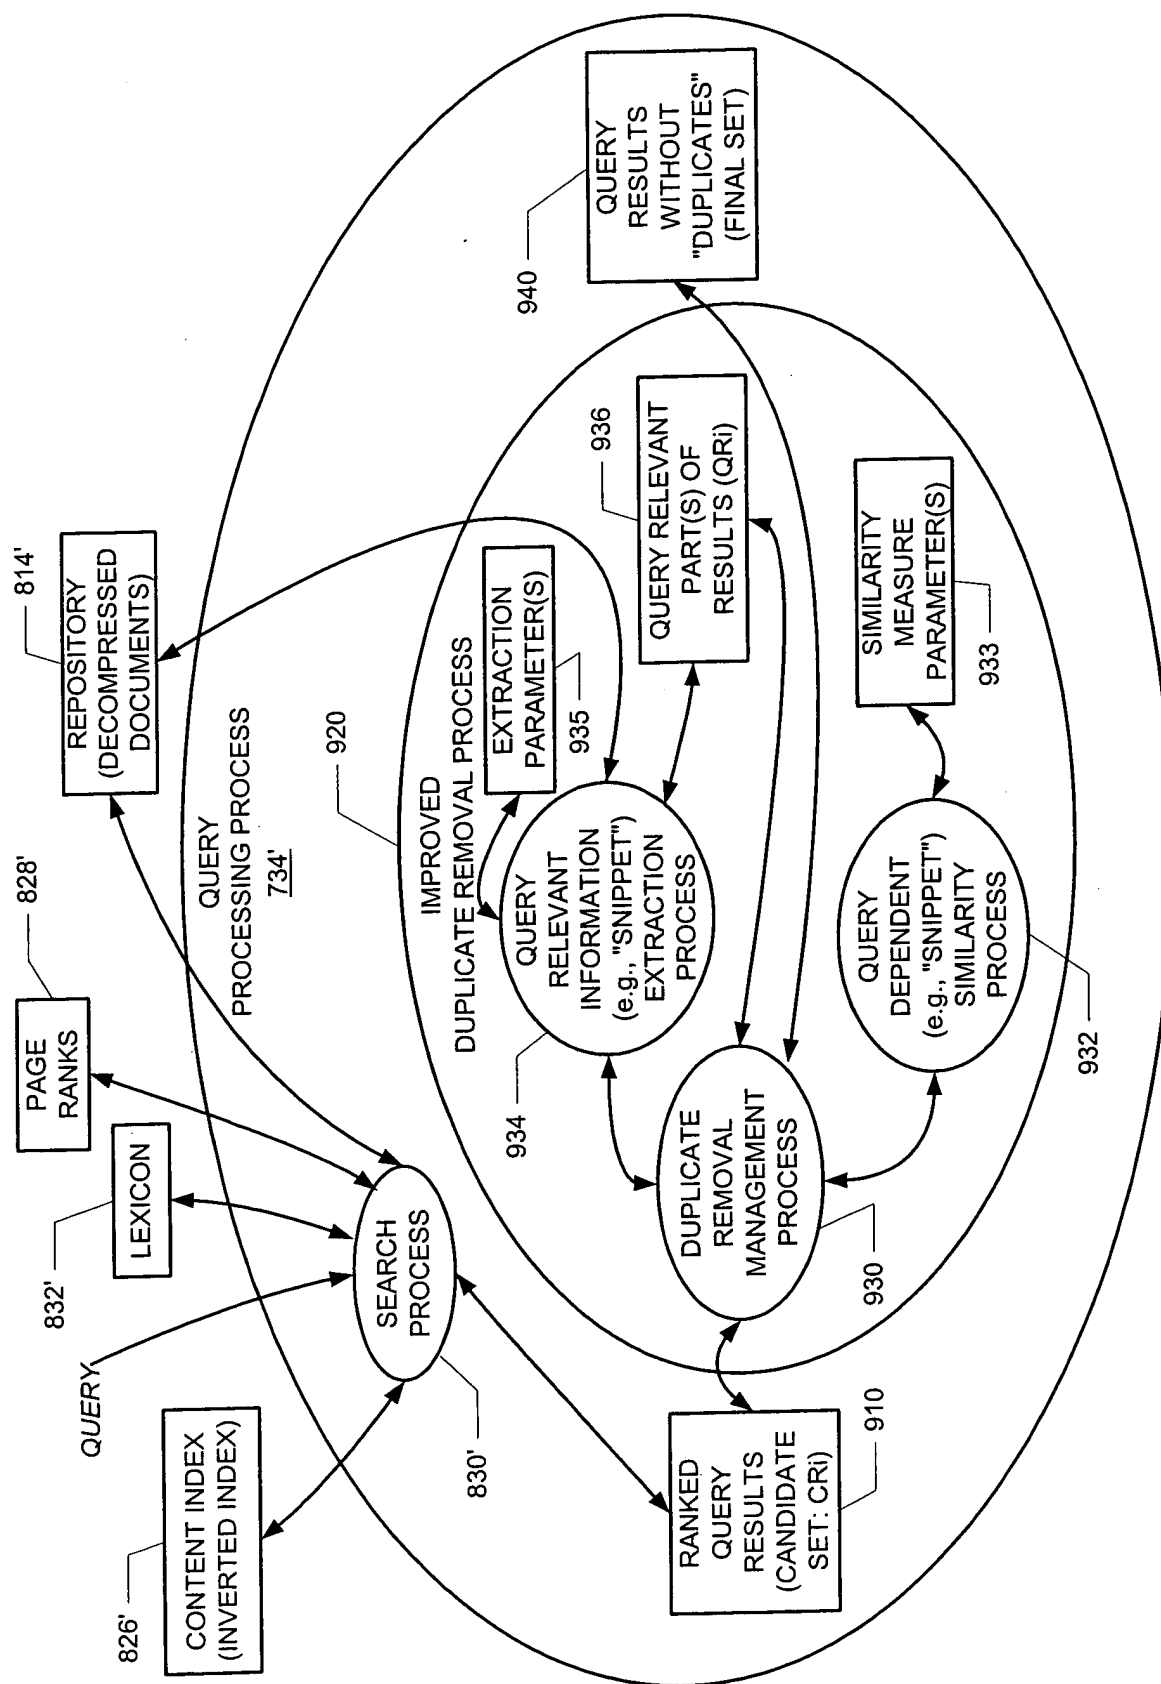 826'
CONTENT INDEX
(INVERTED INDEX)
QUERY
832'
LEXICON
PAGE
RANKS
828'
REPOSITORY
(DECOMPRESSED
DOCUMENTS)
814'
SEARCH
PROCESS
830'
QUERY
PROCESSING PROCESS
734'
920
IMPROVED
DUPLICATE REMOVAL PROCESS
RANKED
QUERY
RESULTS
(CANDIDATE
SET: CRi)
910
DUPLICATE
REMOVAL
MANAGEMENT
PROCESS
930
934
QUERY
RELEVANT
INFORMATION
(e.g., "SNIPPET")
EXTRACTION
PROCESS
EXTRACTION
PARAMETER(S)
935
QUERY RELEVANT
PART(S) OF
RESULTS (QRi)
936
QUERY
DEPENDENT
(e.g., "SNIPPET")
SIMILARITY
PROCESS
932
SIMILARITY
MEASURE
PARAMETER(S)
933
940
QUERY
RESULTS
WITHOUT
"DUPLICATES"
(FINAL SET)